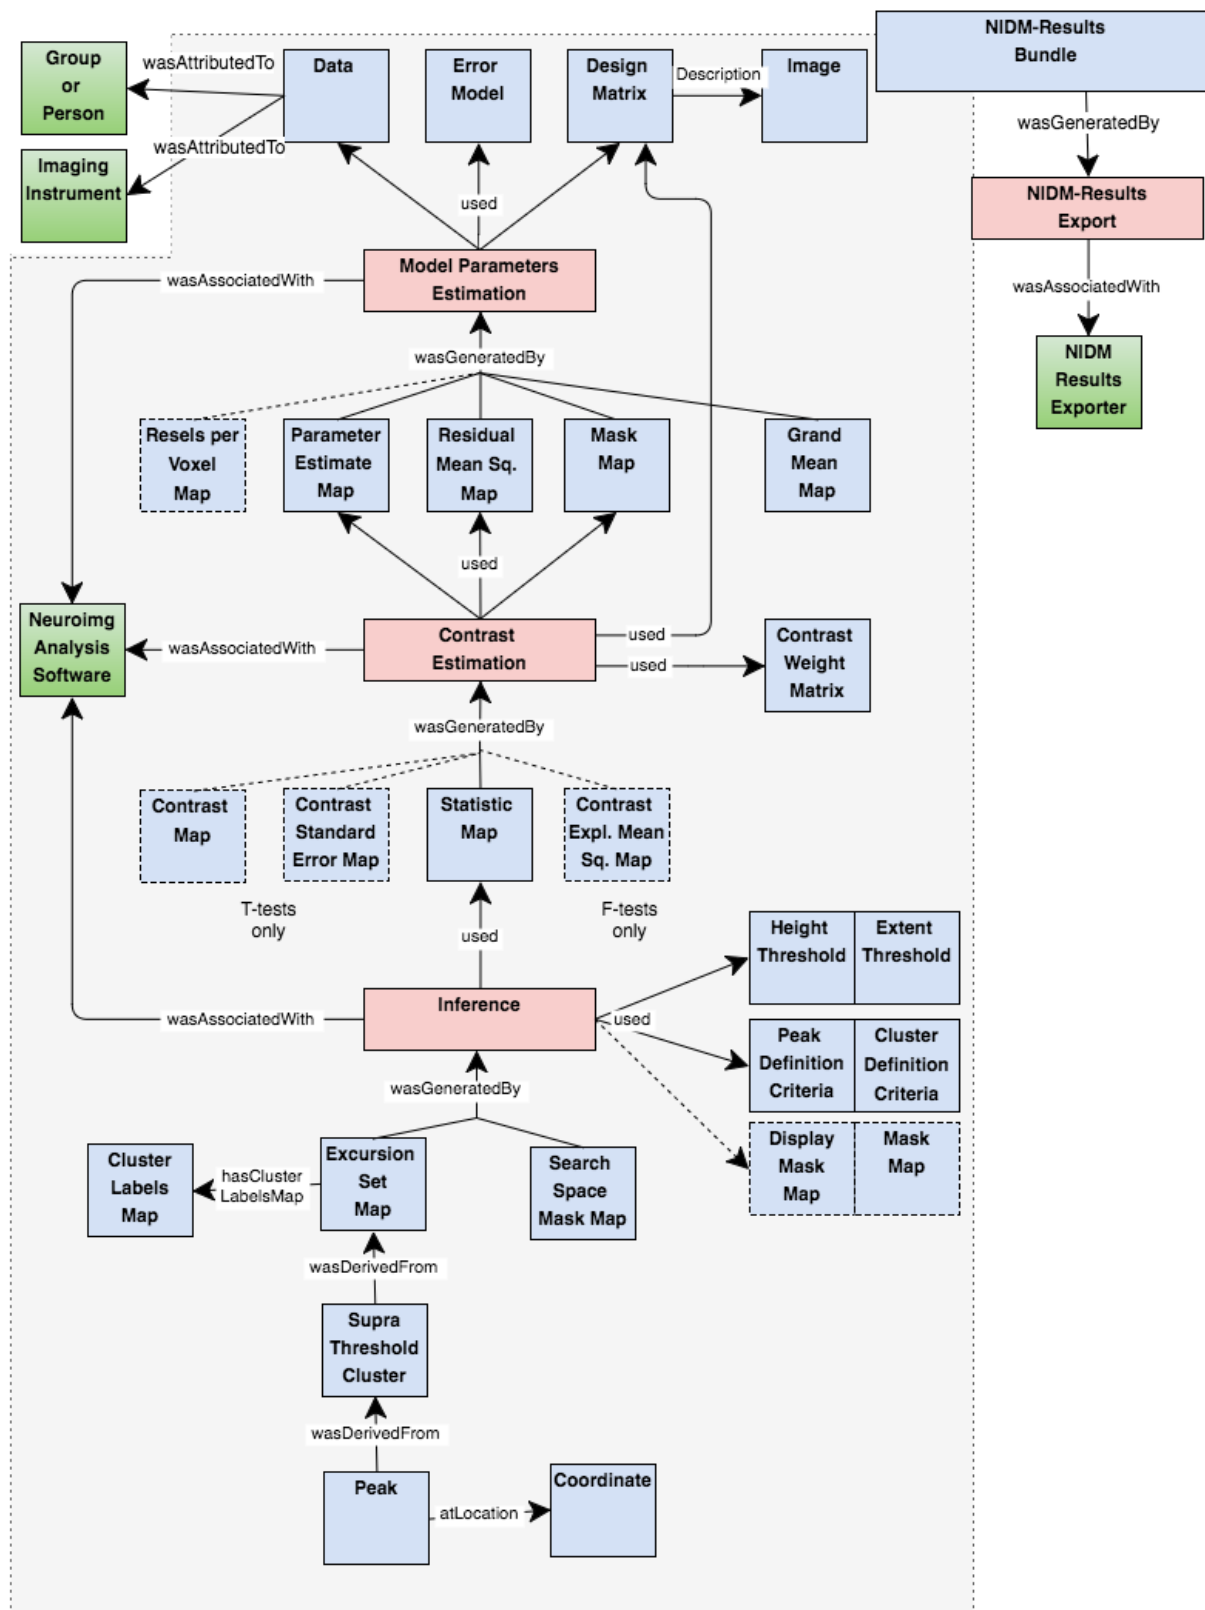 NIDM-Results
Bundle
Group
or
Person
wasAttributedTo
Data
Error
Model
Design
Matrix
Description
Image
wasGeneratedBy
wasAttributedTo
Imaging
Instrument
used
NIDM-Results
Export
wasAssociatedWith
Model Parameters
Estimation
wasAssociatedWith
wasGeneratedBy
NIDM
Results
Exporter
Resels per
Voxel
Map
Parameter
Estimate
Map
Residual
Mean Sq.
Map
Mask
Map
Grand
Mean
Map
used
Neuroimg
Analysis
Software
wasAssociatedWith
Contrast
Estimation
used
used
Contrast
Weight
Matrix
wasGeneratedBy
Contrast
Map
Contrast
Standard
Error Map
Statistic
Map
Contrast
Expl. Mean
Sq. Map
T-tests
only
F-tests
only
used
Height
Threshold
Extent
Threshold
wasAssociatedWith
Inference
used
Peak
Definition
Criteria
Cluster
Definition
Criteria
wasGeneratedBy
Display
Mask
Map
Mask
Map
Cluster
Labels
Map
hasCluster
LabelsMap
Excursion
Set
Map
Search
Space
Mask Map
wasDerivedFrom
Supra
Threshold
Cluster
wasDerivedFrom
Peak
atLocation
Coordinate